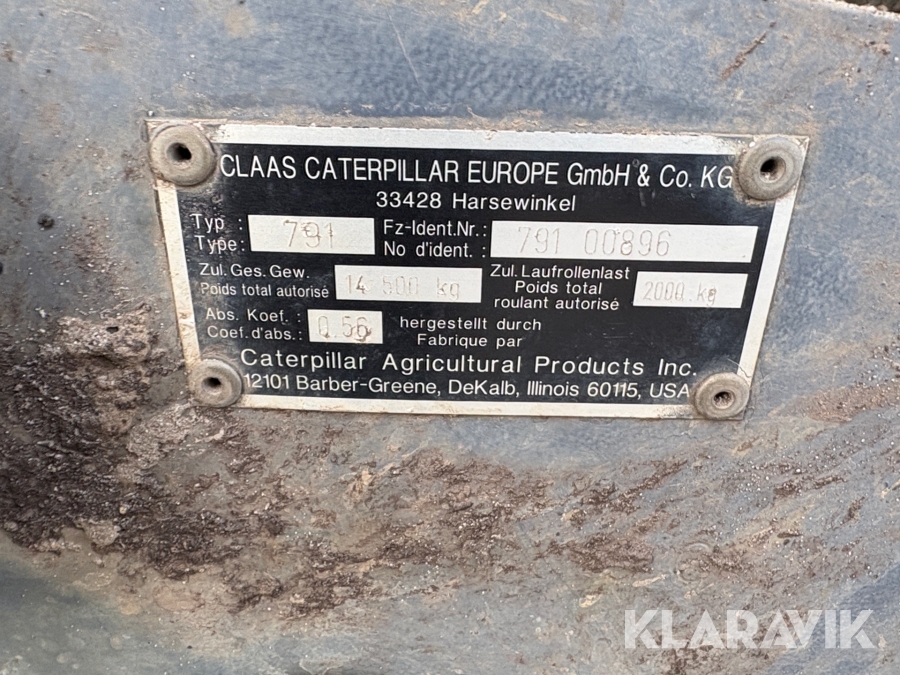 CLAAS CATERPILLAR EUROPE GmbH & Co. KG
33428 Harsewinkel
Typ :
Type: 791
Fz-Ident.Nr.:
No d'ident. : 791 00896
Zul. Ges. Gew.
Poids total autorisé 14 500 kg
Zul. Laufrollenlast
Poids total
roulant autorisé 2000 kg
Abs. Koef. :
Coef. d'abs.: 0.56
hergestellt durch
Fabrique par
Caterpillar Agricultural Products Inc.
12101 Barber-Greene, DeKalb, Illinois 60115, USA
KLARAVIK